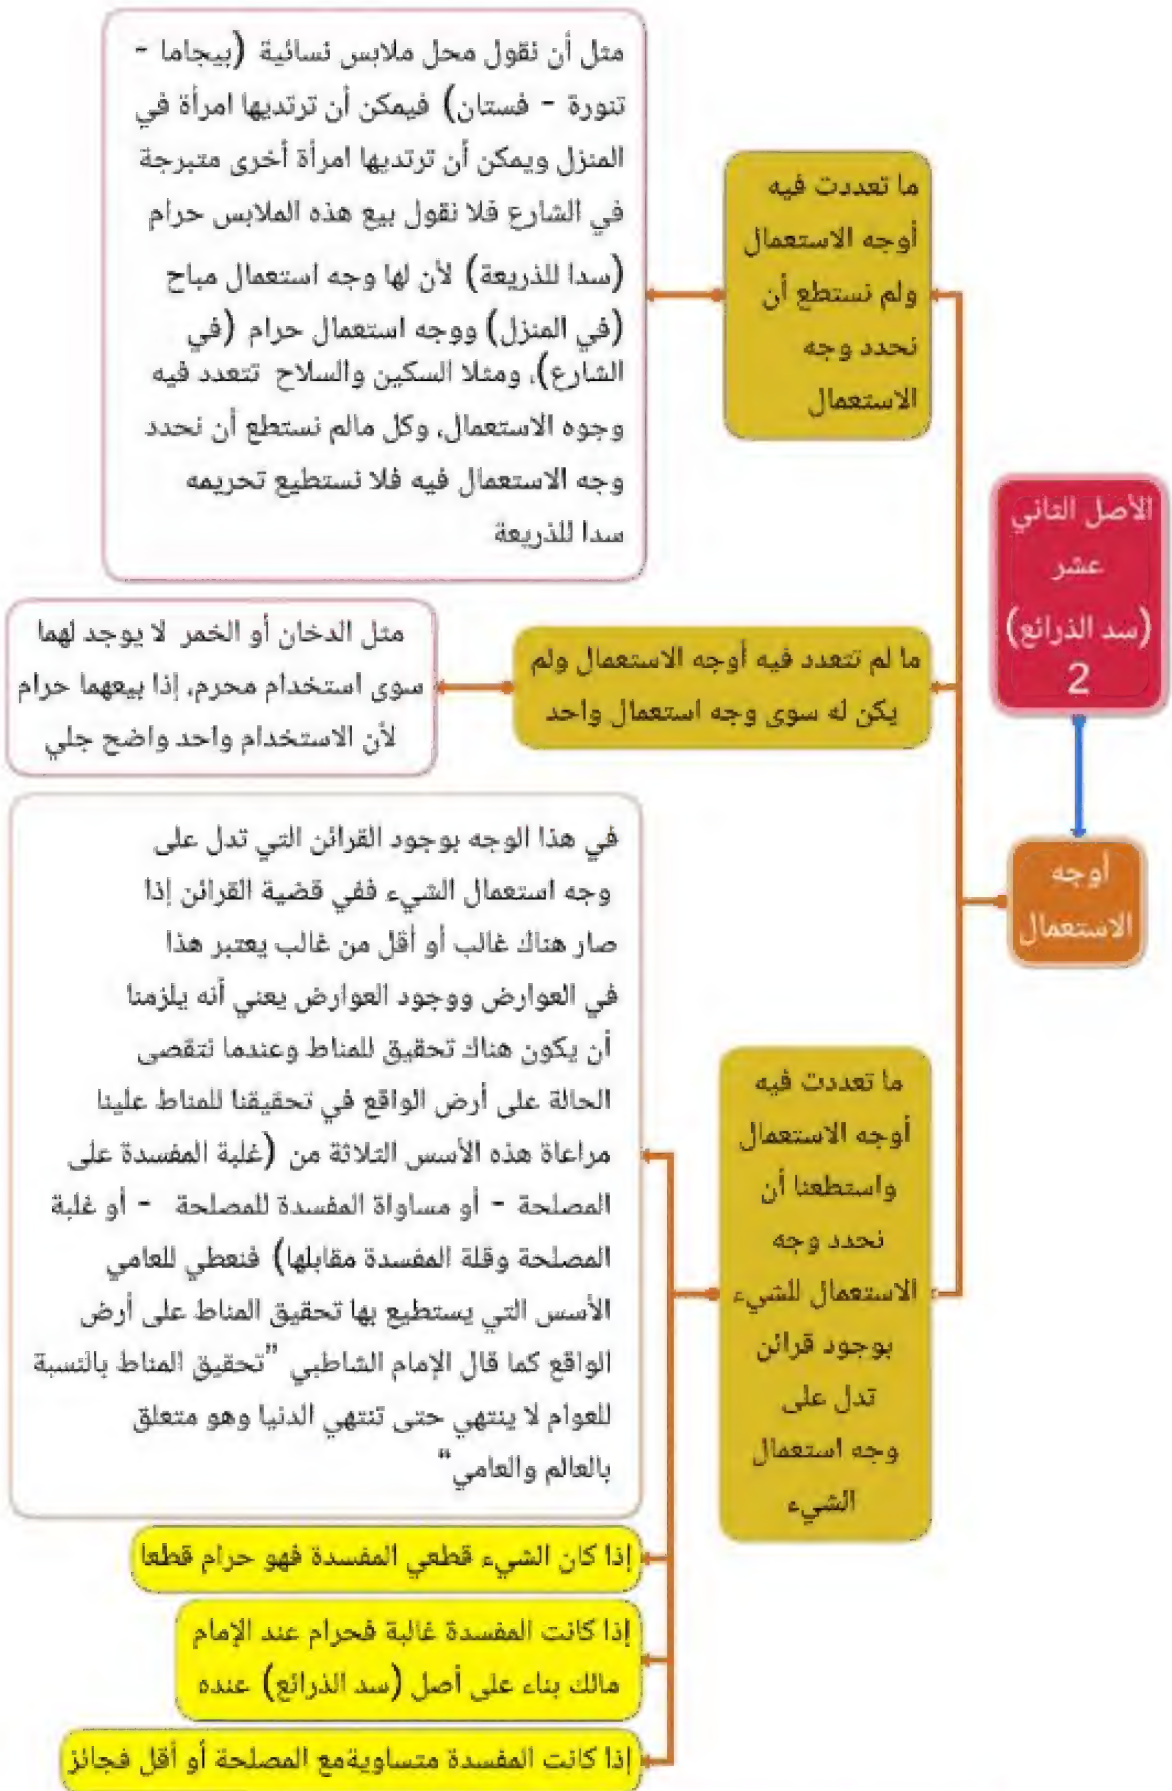 الأصل الثاني
عشر
(سد الذرائع)
2
أوجه
الاستعمال
ما تعددت فيه
أوجه الاستعمال
ولم نستطع أن
نحدد وجه
الاستعمال
مثل أن نقول محل ملابس نسائية (بيجاما -
تنورة - فستان) فيمكن أن ترتديها امرأة في
المنزل ويمكن أن ترتديها امرأة أخرى متبرجة
في الشارع فلا نقول بيع هذه الملابس حرام
(سدا للذريعة) لأن لها وجه استعمال مباح
(في المنزل) ووجه استعمال حرام (في
الشارع)، ومثلا السكين والسلاح تتعدد فيه
وجوه الاستعمال، وكل مالم نستطع أن نحدد
وجه الاستعمال فيه فلا نستطيع تحريمه
سدا للذريعة
ما لم تتعدد فيه أوجه الاستعمال ولم
يكن له سوى وجه استعمال واحد
مثل الدخان أو الخمر لا يوجد لهما
سوى استخدام محرم، إذا بيعهما حرام
لأن الاستخدام واحد واضح جلي
ما تعددت فيه
أوجه الاستعمال
واستطعنا أن
نحدد وجه
الاستعمال للشيء
بوجود قرائن
تدل على
وجه استعمال
الشيء
في هذا الوجه بوجود القرائن التي تدل على
وجه استعمال الشيء ففي قضية القرائن إذا
صار هناك غالب أو أقل من غالب يعتبر هذا
في العوارض ووجود العوارض يعني أنه يلزمنا
أن يكون هناك تحقيق للمناط وعندما نتقصى
الحالة على أرض الواقع في تحقيقنا للمناط علينا
مراعاة هذه الأسس الثلاثة من (غلبة المفسدة على
المصلحة - أو مساواة المفسدة للمصلحة - أو غلبة
المصلحة وقلة المفسدة مقابلها) فنعطي للعامي
الأسس التي يستطيع بها تحقيق المناط على أرض
الواقع كما قال الإمام الشاطبي "تحقيق المناط بالنسبة
للعوام لا ينتهي حتى تنتهي الدنيا وهو متعلق
بالعالم والعامي"
إذا كان الشيء قطعي المفسدة فهو حرام قطعا
إذا كانت المفسدة غالبة فحرام عند الإمام
مالك بناء على أصل (سد الذرائع) عنده
إذا كانت المفسدة متساويةمع المصلحة أو أقل فجائز